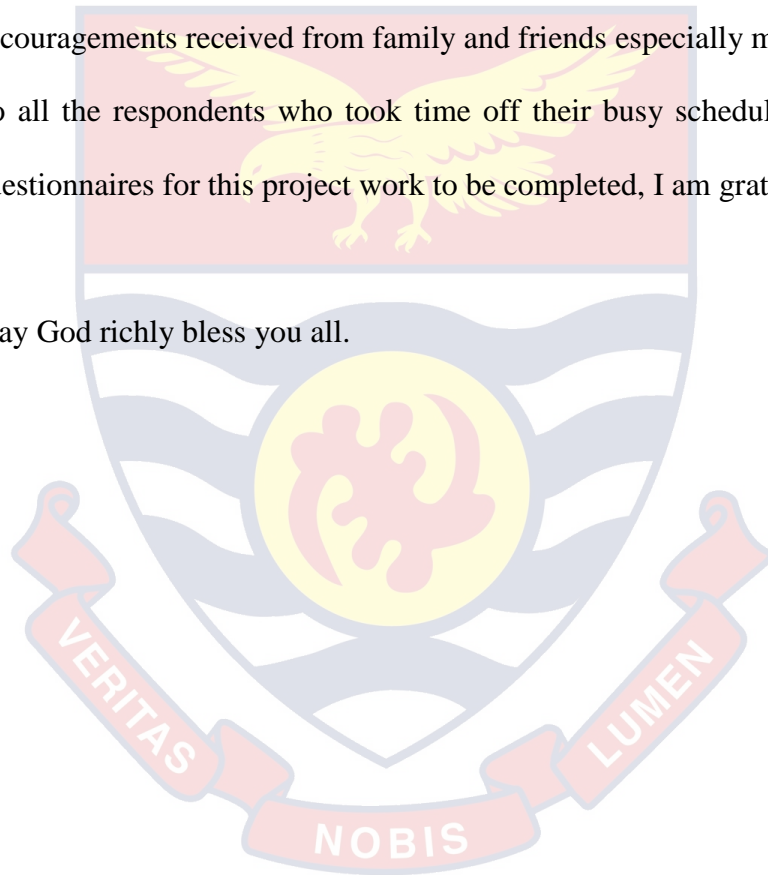 couragements received from family and friends especially m
o all the respondents who took time off their busy schedul
estionnaires for this project work to be completed, I am grat
ay God richly bless you all.
VERITAS
NOBIS
LUMEN